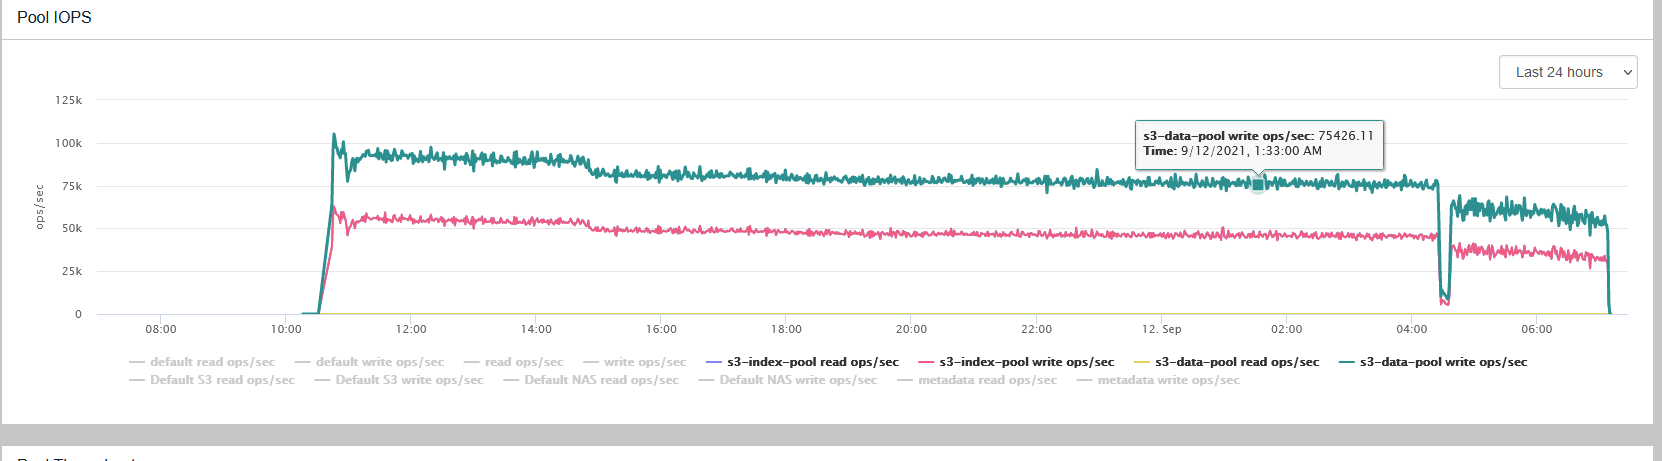 Pool IOPS
Last 24 hours
125k
100k
75k
50k
25k
0
ops/sec
s3-data-pool write ops/sec: 75426.11
Time: 9/12/2021, 1:33:00 AM
08:00 10:00 12:00 14:00 16:00 18:00 20:00 22:00 12. Sep 02:00 04:00 06:00
default read ops/sec default write ops/sec read ops/sec write ops/sec s3-index-pool read ops/sec s3-index-pool write ops/sec s3-data-pool read ops/sec s3-data-pool write ops/sec
Default S3 read ops/sec Default S3 write ops/sec Default NAS read ops/sec Default NAS write ops/sec metadata read ops/sec metadata write ops/sec